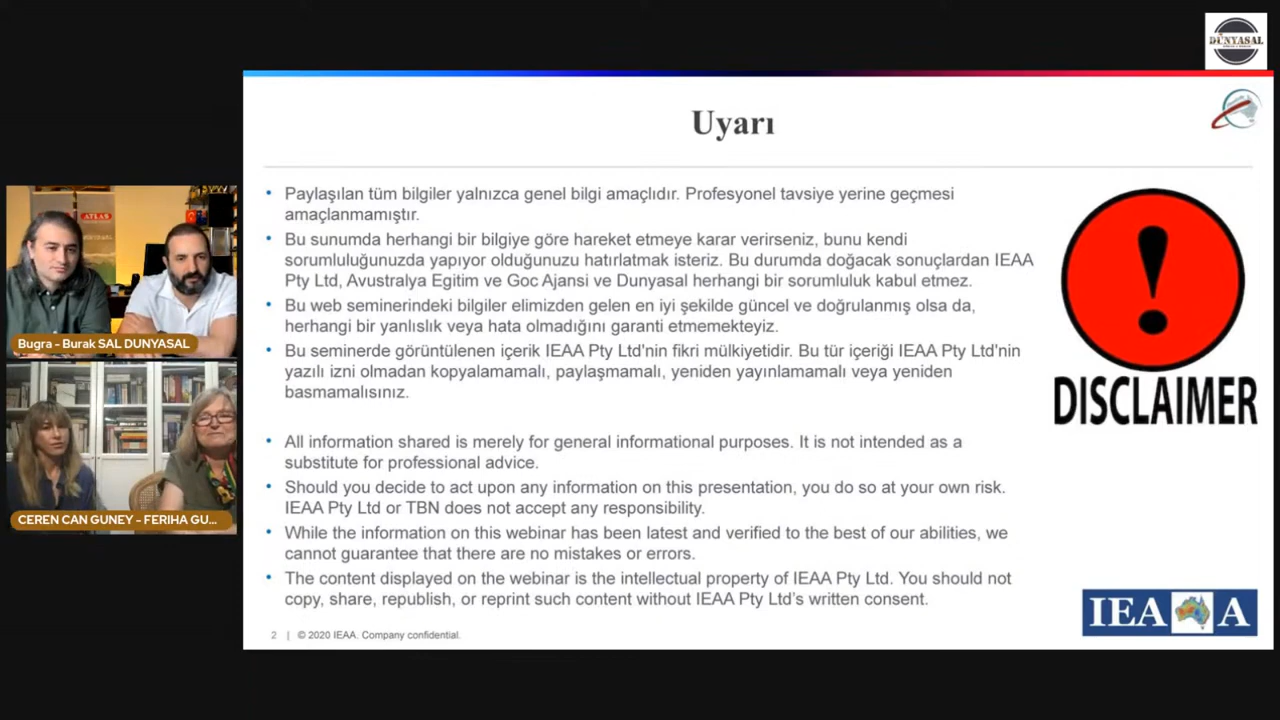 DÜNYASAL
Uyarı
• Paylaşılan tüm bilgiler yalnızca genel bilgi amaçlıdır. Profesyonel tavsiye yerine geçmesi
amaçlanmamıştır.
• Bu sunumda herhangi bir bilgiye göre hareket etmeye karar verirseniz, bunu kendi
sorumluluğunuzda yapıyor olduğunuzu hatırlatmak isteriz. Bu durumda doğacak sonuçlardan IEAA
Pty Ltd, Avustralya Egitim ve Goc Ajansi ve Dunyasal herhangi bir sorumluluk kabul etmez.
• Bu web seminerindeki bilgiler elimizden gelen en iyi şekilde güncel ve doğrulanmış olsa da,
herhangi bir yanlıslık veya hata olmadığını garanti etmemekteyiz.
• Bu seminerde görüntülenen içerik IEAA Pty Ltd'nin fikri mülkiyetidir. Bu tür içeriği IEAA Pty Ltd'nin
yazılı izni olmadan kopyalamamalı, paylaşmamalı, yeniden yayınlamamalı veya yeniden
basmamalısınız.
• All information shared is merely for general informational purposes. It is not intended as a
substitute for professional advice.
• Should you decide to act upon any information on this presentation, you do so at your own risk.
IEAA Pty Ltd or TBN does not accept any responsibility.
• While the information on this webinar has been latest and verified to the best of our abilities, we
cannot guarantee that there are no mistakes or errors.
• The content displayed on the webinar is the intellectual property of IEAA Pty Ltd. You should not
copy, share, republish, or reprint such content without IEAA Pty Ltd's written consent.
2 | © 2020 IEAA. Company confidential.
DISCLAIMER
IEAA
ATLAS
Bugra - Burak SAL DUNYASAL
CEREN CAN GUNEY - FERIHA GU...